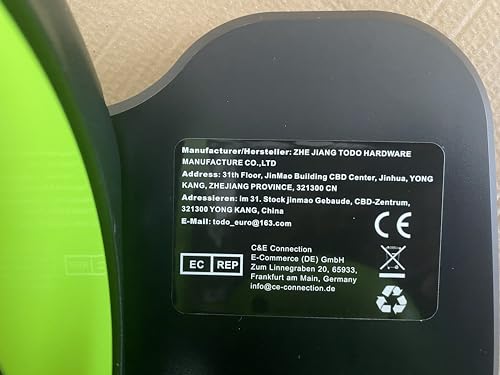 Manufacturer/Hersteller: ZHE JIANG TODO HARDWARE
MANUFACTURE CO.,LTD
Address: 31th Floor, JinMao Building CBD Center, Jinhua, YONG
KANG, ZHEJIANG PROVINCE, 321300 CN
Adressieren: im 31. Stock jinmao Gebaude, CBD-Zentrum,
321300 YONG KANG, China
E-Mail: todo_euro@163.com
CE
EC REP
C&E Connection
E-Commerce (DE) GmbH
Zum Linnegraben 20, 65933,
Frankfurt am Main, Germany
info@ce-connection.de